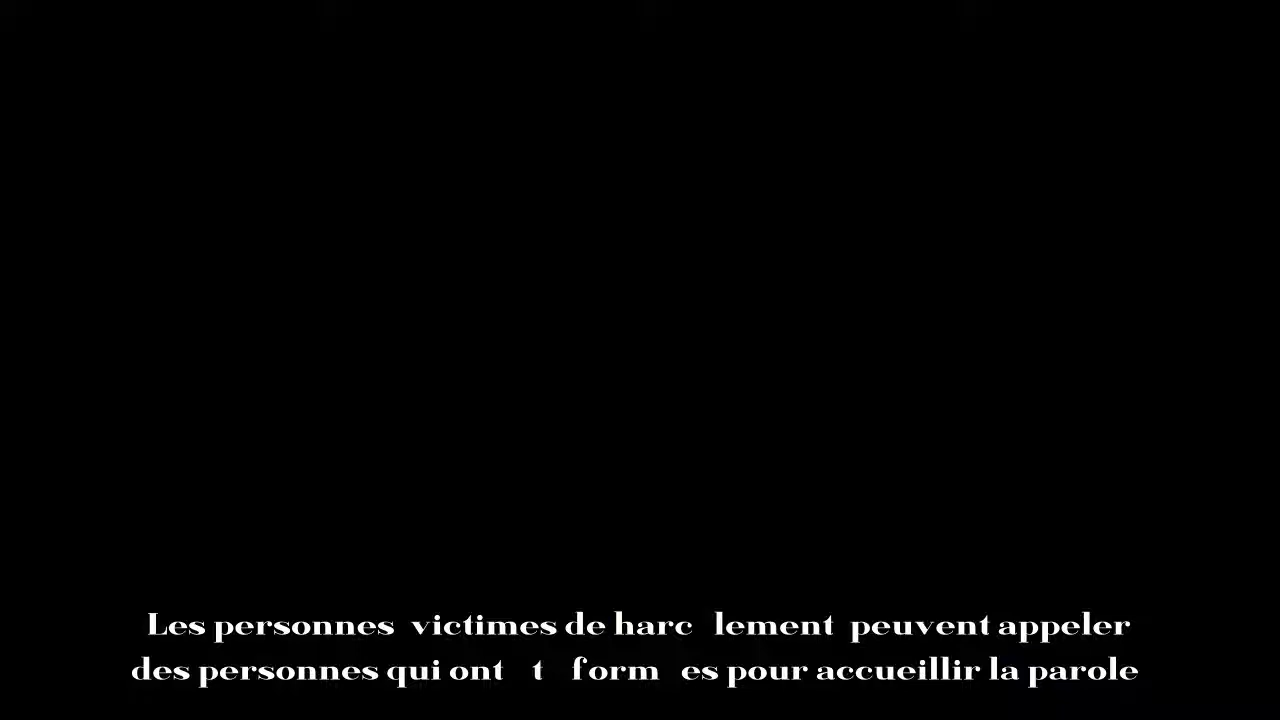 Les personnes victimes de harc lement peuvent appeler
des personnes qui ont t form es pour accueillir la parole